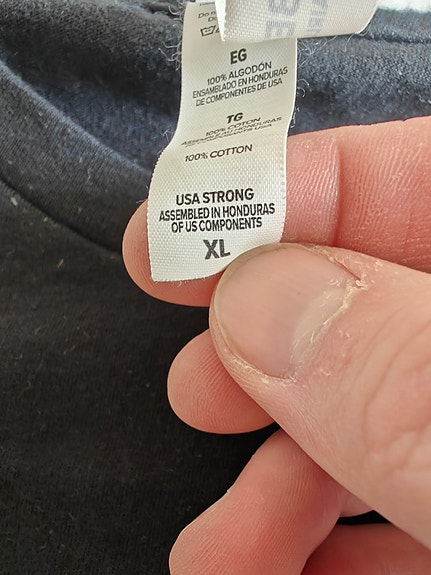 EG
100% ALGODÓN
ENSAMBLADO EN HONDURAS
DE COMPONENTES DE USA
TG
100% COTON
100% COTTON
USA STRONG
ASSEMBLED IN HONDURAS
OF US COMPONENTS
XL